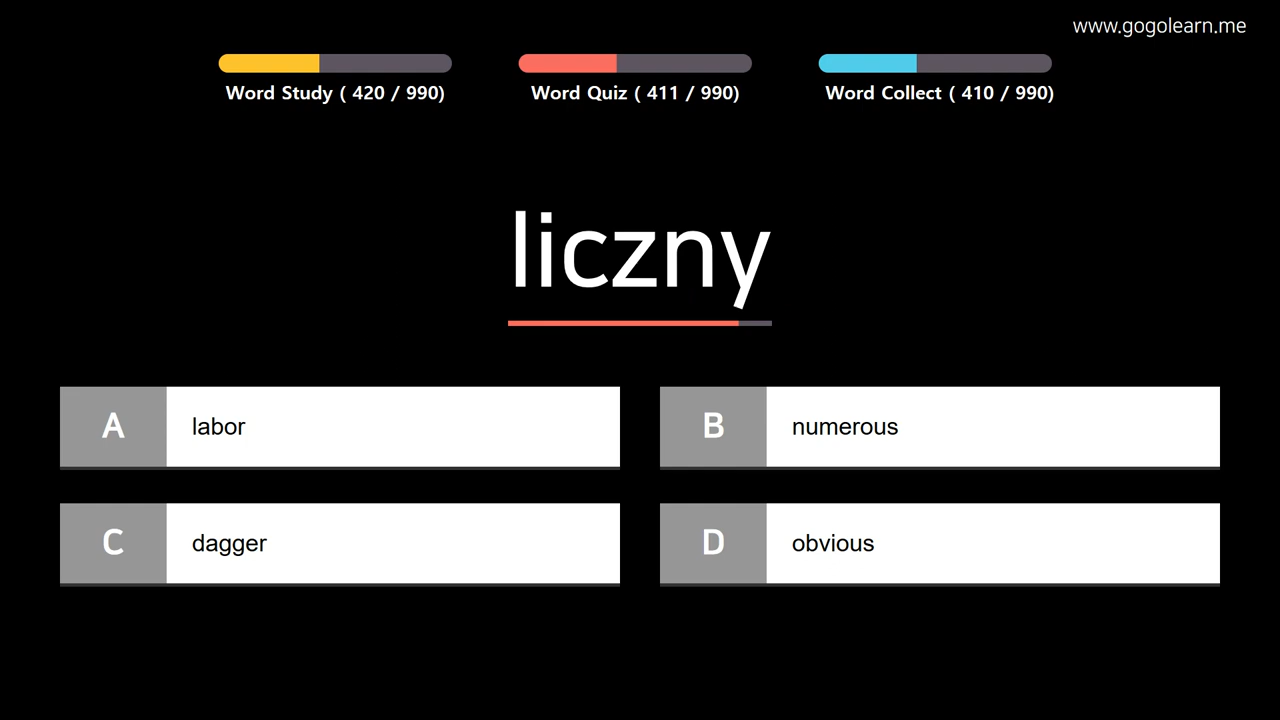 www.gogolearn.me
Word Study ( 420 / 990)
Word Quiz ( 411 / 990)
Word Collect ( 410 / 990)
liczny
A labor
B numerous
C dagger
D obvious